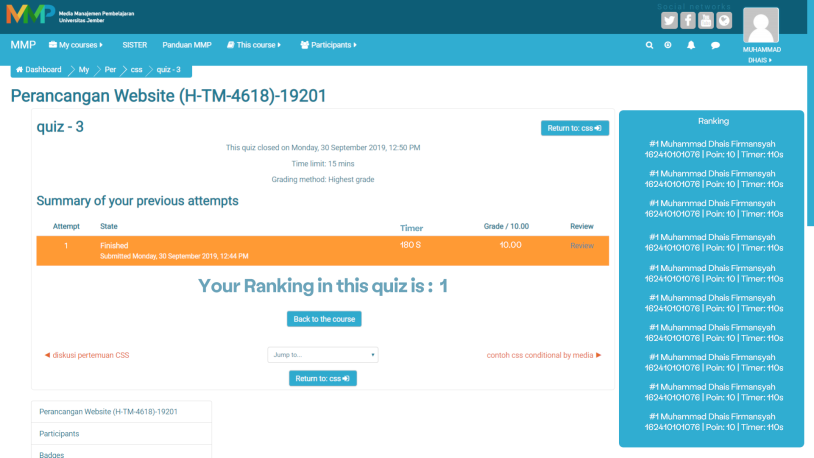 MMP Media Manajemen Pembelajaran
Universitas Jember
Social networks
MMP My courses SISTER Panduan MMP This course Participants
MUHAMMAD
DHAIS
Dashboard My Per css quiz - 3
Perancangan Website (H-TM-4618)-19201
quiz - 3
Return to: css
This quiz closed on Monday, 30 September 2019, 12:50 PM
Time limit: 15 mins
Grading method: Highest grade
Summary of your previous attempts
Attempt State Timer Grade / 10.00 Review
1 Finished 180 S 10.00 Review
Submitted Monday, 30 September 2019, 12:44 PM
Your Ranking in this quiz is : 1
Back to the course
◄ diskusi pertemuan CSS
Jump to...
contoh css conditional by media ►
Return to: css
Perancangan Website (H-TM-4618)-19201
Participants
Badges
Ranking
#1 Muhammad Dhais Firmansyah
162410101076 | Poin: 10 | Timer: 110s
#1 Muhammad Dhais Firmansyah
162410101076 | Poin: 10 | Timer: 110s
#1 Muhammad Dhais Firmansyah
162410101076 | Poin: 10 | Timer: 110s
#1 Muhammad Dhais Firmansyah
162410101076 | Poin: 10 | Timer: 110s
#1 Muhammad Dhais Firmansyah
162410101076 | Poin: 10 | Timer: 110s
#1 Muhammad Dhais Firmansyah
162410101076 | Poin: 10 | Timer: 110s
#1 Muhammad Dhais Firmansyah
162410101076 | Poin: 10 | Timer: 110s
#1 Muhammad Dhais Firmansyah
162410101076 | Poin: 10 | Timer: 110s
#1 Muhammad Dhais Firmansyah
162410101076 | Poin: 10 | Timer: 110s
#1 Muhammad Dhais Firmansyah
162410101076 | Poin: 10 | Timer: 110s